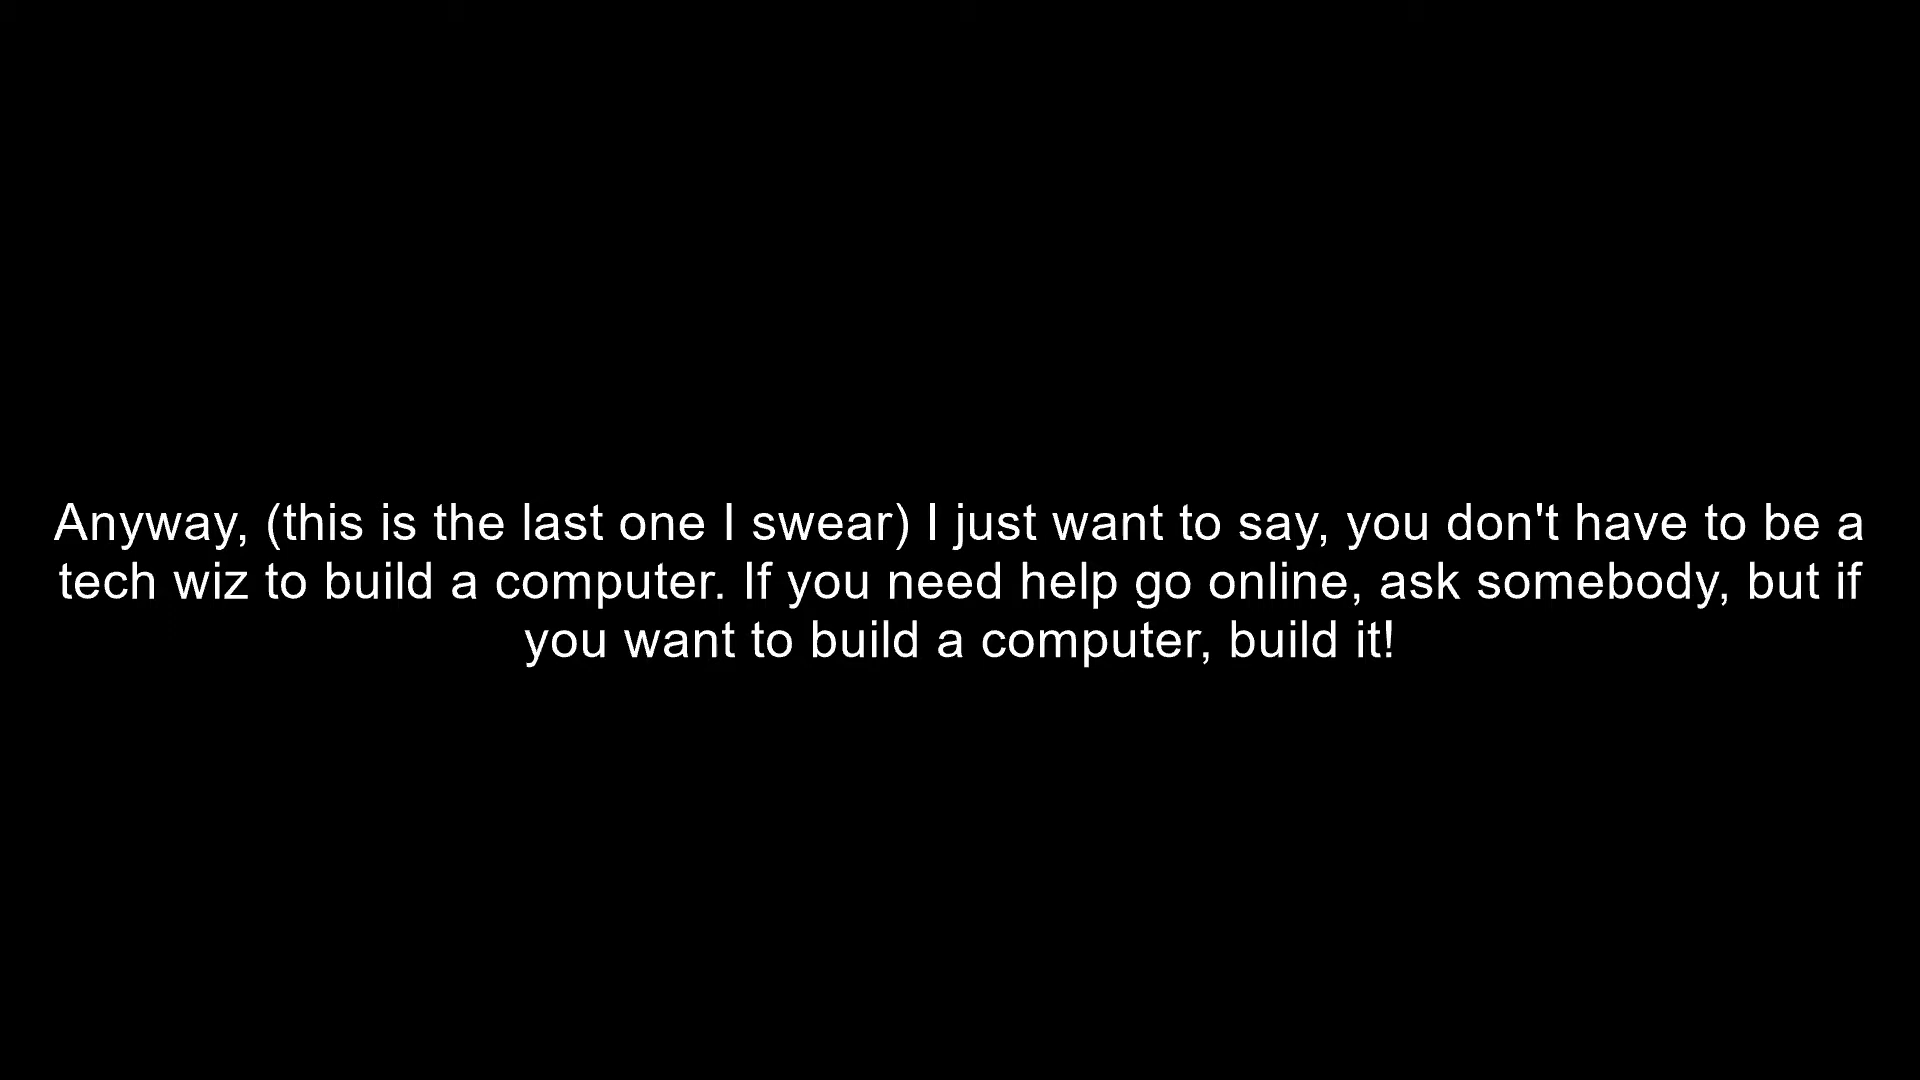 Anyway, (this is the last one I swear) I just want to say, you don't have to be a
tech wiz to build a computer. If you need help go online, ask somebody, but if
you want to build a computer, build it!